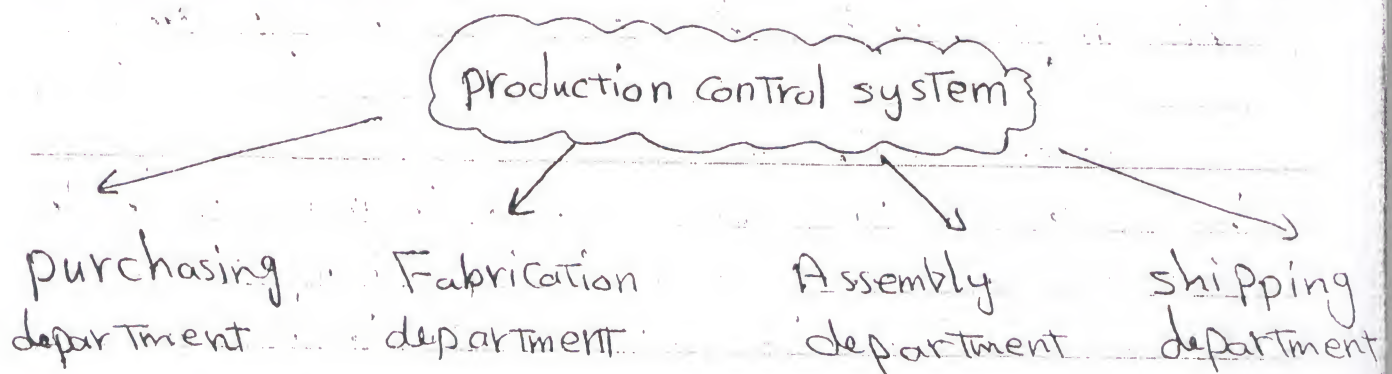 production control system
purchasing Fabrication Assembly shipping
department department department department